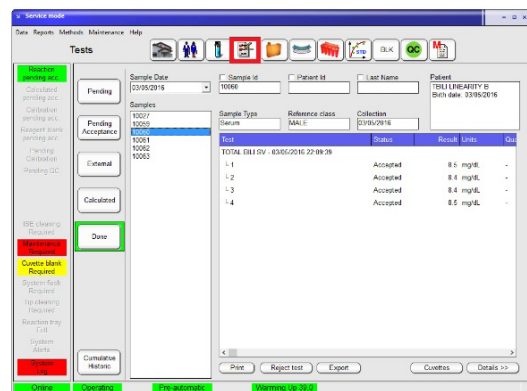 Service mode
Data Reports Methods Maintenance Help
Tests
STD
BLK
QC
M
Reaction pending acc.
Calculated pending acc.
Calibration pending acc.
Reagent blank pending acc.
Pending Calibration
Pending QC
ISE cleaning Required
Maintenance Required
Cuvette blank Required
System flush Required
Tip cleaning Required
Reaction tray Full
System Alerts
System Log
Pending
Pending Acceptance
External
Calculated
Done
Cumulative Historic
Sample Date
03/05/2016
Samples
10027
10059
10060
10061
10062
10063
Sample Id
10060
Patient Id
Last Name
Patient
TBILI LINEARITY B
Birth date: 03/05/2016
Sample Type
Serum
Reference class
MALE
Collection
03/05/2016
Test Status Result Units Qua
TOTAL BILI SV - 03/05/2016 22:09:39
1 Accepted 8.5 mg/dL -
2 Accepted 8.4 mg/dL -
3 Accepted 8.4 mg/dL -
4 Accepted 8.5 mg/dL -
Print Reject test Export Cuvettes Details >>
Online Operating Pre-automatic Warming Up 39.0